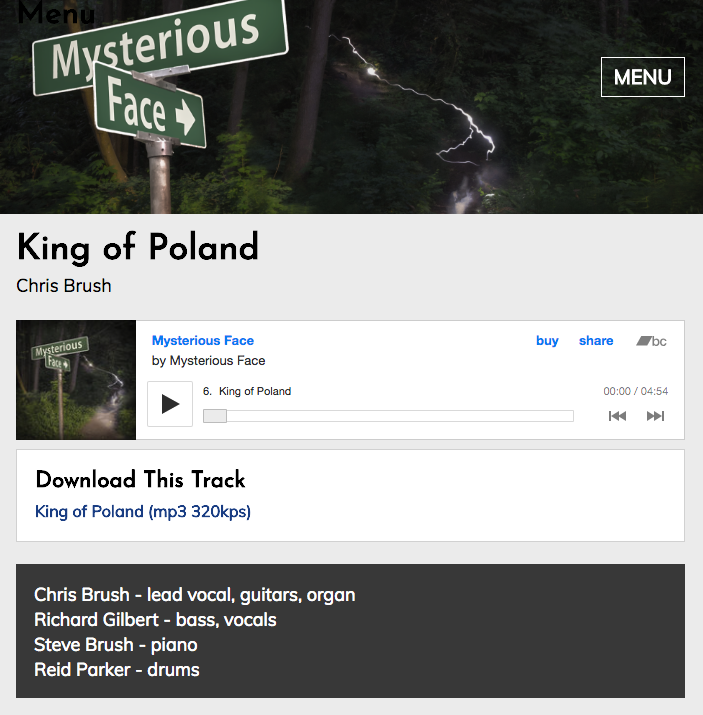 Menu
Mysterious
Face
MENU
King of Poland
Chris Brush
Mysterious
Face
Mysterious Face
buy
share
bc
by Mysterious Face
6. King of Poland
00:00 / 04:54
Download This Track
King of Poland (mp3 320kps)
Chris Brush - lead vocal, guitars, organ
Richard Gilbert - bass, vocals
Steve Brush - piano
Reid Parker - drums